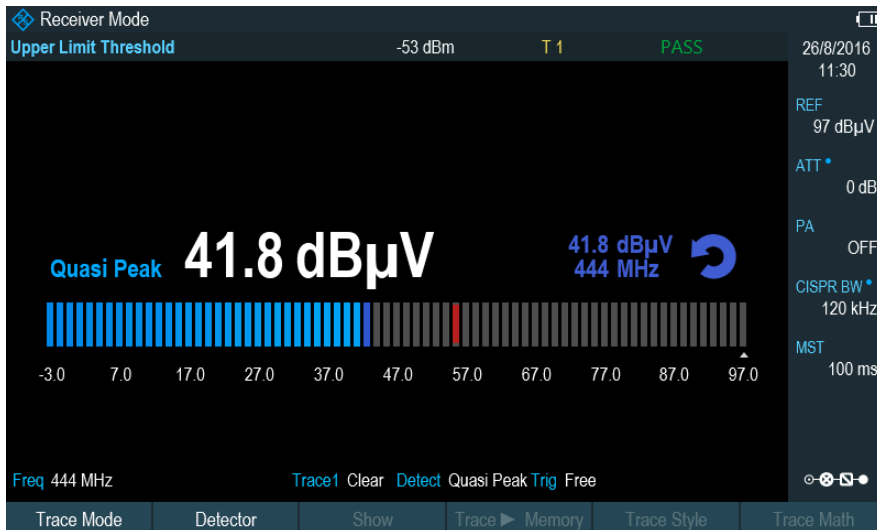 Receiver Mode
Upper Limit Threshold -53 dBm T 1 PASS
26/8/2016
11:30
REF
97 dBµV
ATT
0 dB
PA
OFF
CISPR BW
120 kHz
MST
100 ms
Quasi Peak 41.8 dBµV
41.8 dBµV
444 MHz
-3.0 7.0 17.0 27.0 37.0 47.0 57.0 67.0 77.0 87.0 97.0
Freq 444 MHz Trace1 Clear Detect Quasi Peak Trig Free
Trace Mode Detector Show Trace ► Memory Trace Style Trace Math